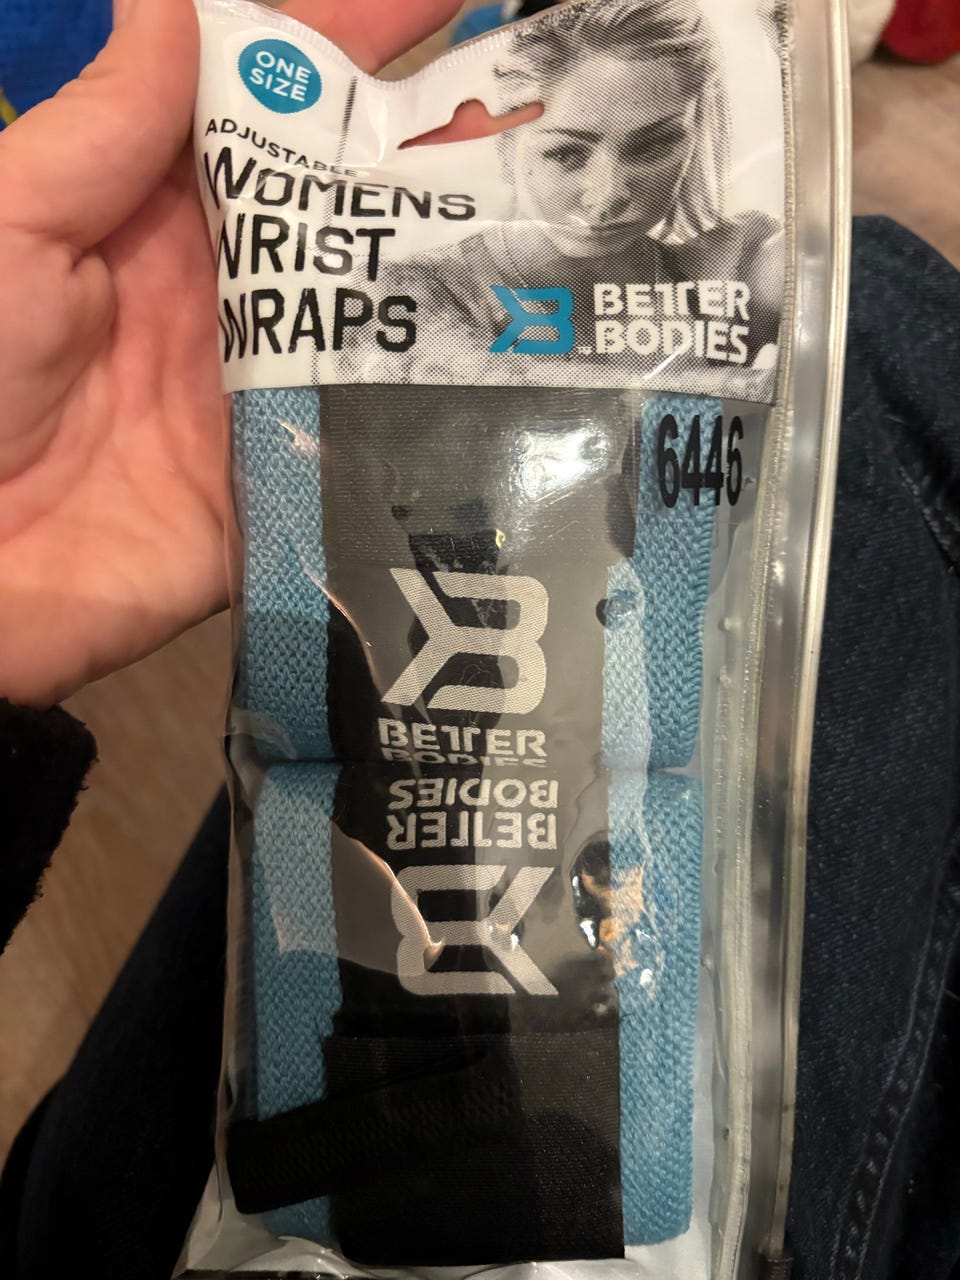 ONE
SIZE
ADJUSTABLE
WOMENS
WRIST
WRAPS
BETTER
BODIES
6446
BETTER
BODIES
BETTER
BODIES